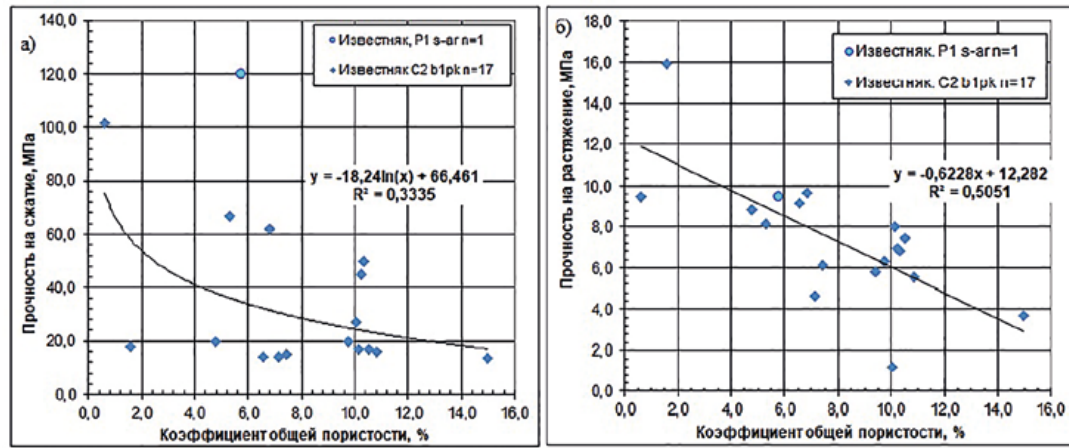 а)
140,0
120,0
100,0
80,0
60,0
40,0
20,0
0,0
Прочность на сжатие, МПа
Известняк, P1 s-ar n=1
Известняк C2 b1pk n=17
y = -18,24ln(x) + 66,461
R² = 0,3335
0,0 2,0 4,0 6,0 8,0 10,0 12,0 14,0 16,0
Коэффициент общей пористости, %
б)
18,0
16,0
14,0
12,0
10,0
8,0
6,0
4,0
2,0
0,0
Прочность на растяжение, МПа
Известняк. P1 s-ar n=1
Известняк. C2 b1pk n=17
y = -0,6228x + 12,282
R² = 0,5051
0,0 2,0 4,0 6,0 8,0 10,0 12,0 14,0 16,0
Коэффициент общей пористости, %